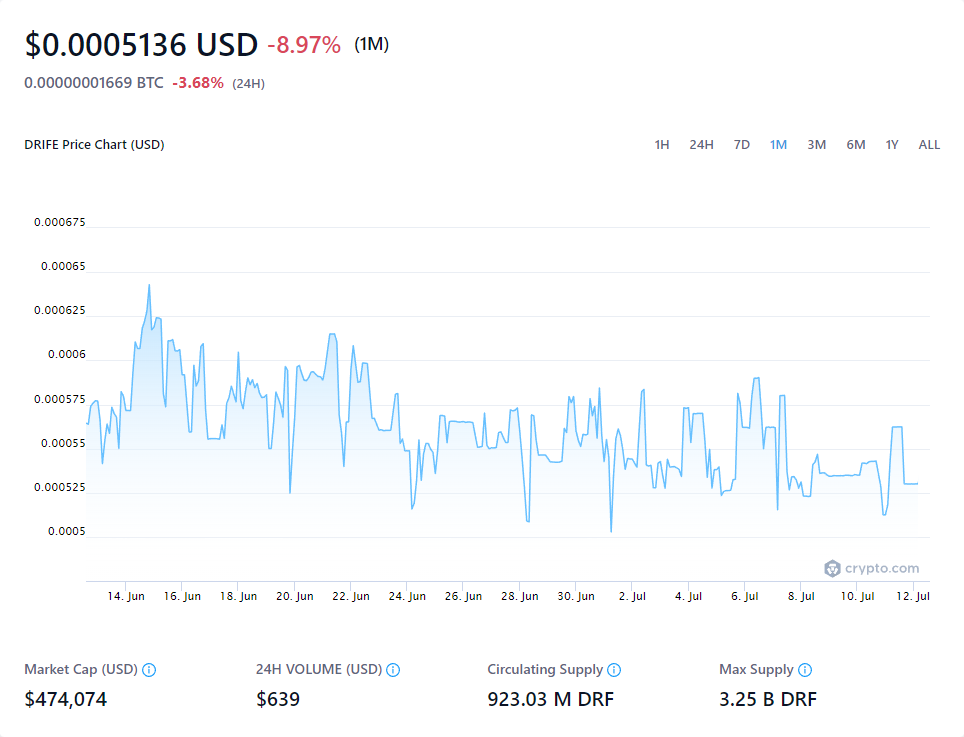 $0.0005136 USD -8.97% (1M)
0.00000001669 BTC -3.68% (24H)
DRIFE Price Chart (USD) 1H 24H 7D 1M 3M 6M 1Y ALL
0.000675
0.00065
0.000625
0.0006
0.000575
0.00055
0.000525
0.0005
crypto.com
14. Jun 16. Jun 18. Jun 20. Jun 22. Jun 24. Jun 26. Jun 28. Jun 30. Jun 2. Jul 4. Jul 6. Jul 8. Jul 10. Jul 12. Jul
Market Cap (USD) 24H VOLUME (USD) Circulating Supply Max Supply
$474,074 $639 923.03 M DRF 3.25 B DRF